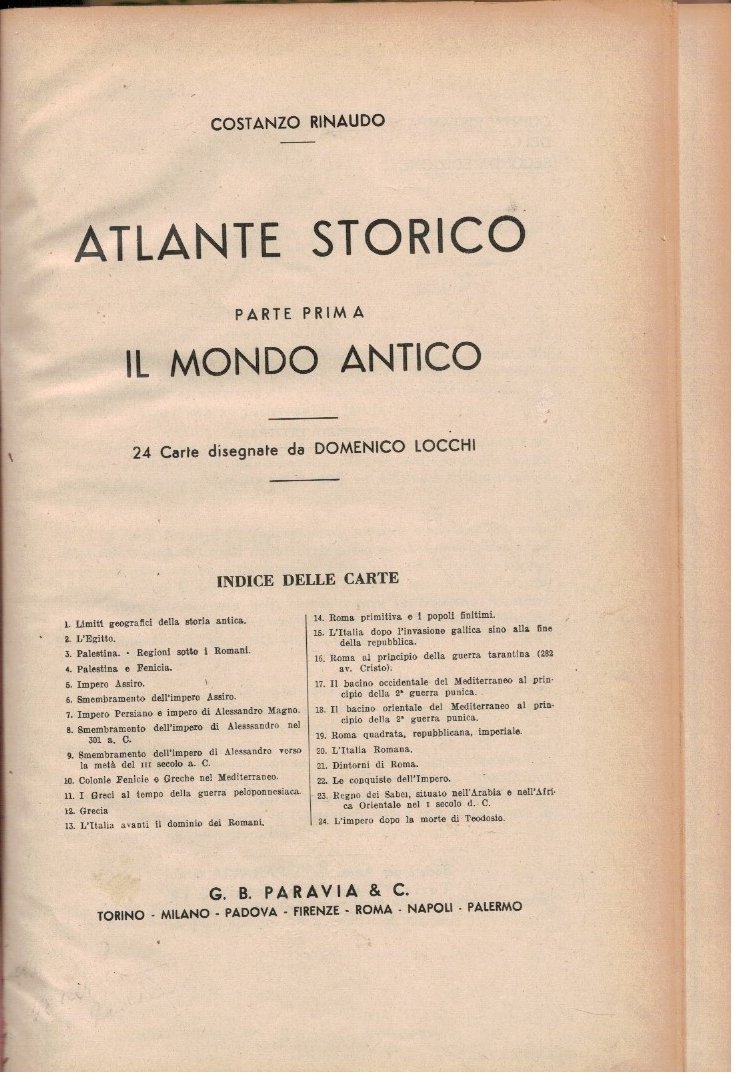 COSTANZO RINAUDO
ATLANTE STORICO
PARTE PRIMA
IL MONDO ANTICO
24 Carte disegnate da DOMENICO LOCCHI
INDICE DELLE CARTE
1. Limiti geografici della storia antica.
2. L'Egitto.
3. Palestina. - Regioni sotto i Romani.
4. Palestina e Fenicia.
5. Impero Assiro.
6. Smembramento dell'impero Assiro.
7. Impero Persiano e impero di Alessandro Magno.
8. Smembramento dell'impero di Alesssandro nel
301 a. C.
9. Smembramento dell'impero di Alessandro verso
la metà del III secolo a. C.
10. Colonie Fenicie e Greche nel Mediterraneo.
11. I Greci al tempo della guerra peloponnesiaca.
12. Grecia
13. L'Italia avanti il dominio dei Romani.
14. Roma primitiva e i popoli finitimi.
15. L'Italia dopo l'invasione gallica sino alla fine
della repubblica.
16. Roma al principio della guerra tarantina (282
av. Cristo).
17. Il bacino occidentale del Mediterraneo al prin-
cipio della 2ª guerra punica.
18. Il bacino orientale del Mediterraneo al prin-
cipio della 2ª guerra punica.
19. Roma quadrata, repubblicana, imperiale.
20. L'Italia Romana.
21. Dintorni di Roma.
22. Le conquiste dell'Impero.
23. Regno dei Sabei, situato nell'Arabia e nell'Afri-
ca Orientale nel I secolo d. C.
24. L'impero dopo la morte di Teodosio.
G. B. PARAVIA & C.
TORINO - MILANO - PADOVA - FIRENZE - ROMA - NAPOLI - PALERMO